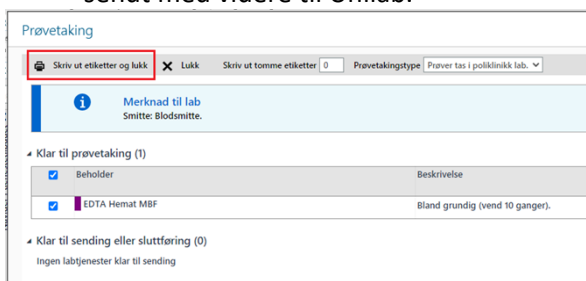 sendt med videre til Unilab.
Prøvetaking
Skriv ut etiketter og lukk Lukk Skriv ut tomme etiketter 0 Prøvetakingstype Prøver tas i poliklinikk lab.
Merknad til lab
Smitte: Blodsmitte.
Klar til prøvetaking (1)
Beholder Beskrivelse
EDTA Hemat MBF Bland grundig (vend 10 ganger).
Klar til sending eller sluttføring (0)
Ingen labtjenester klar til sending